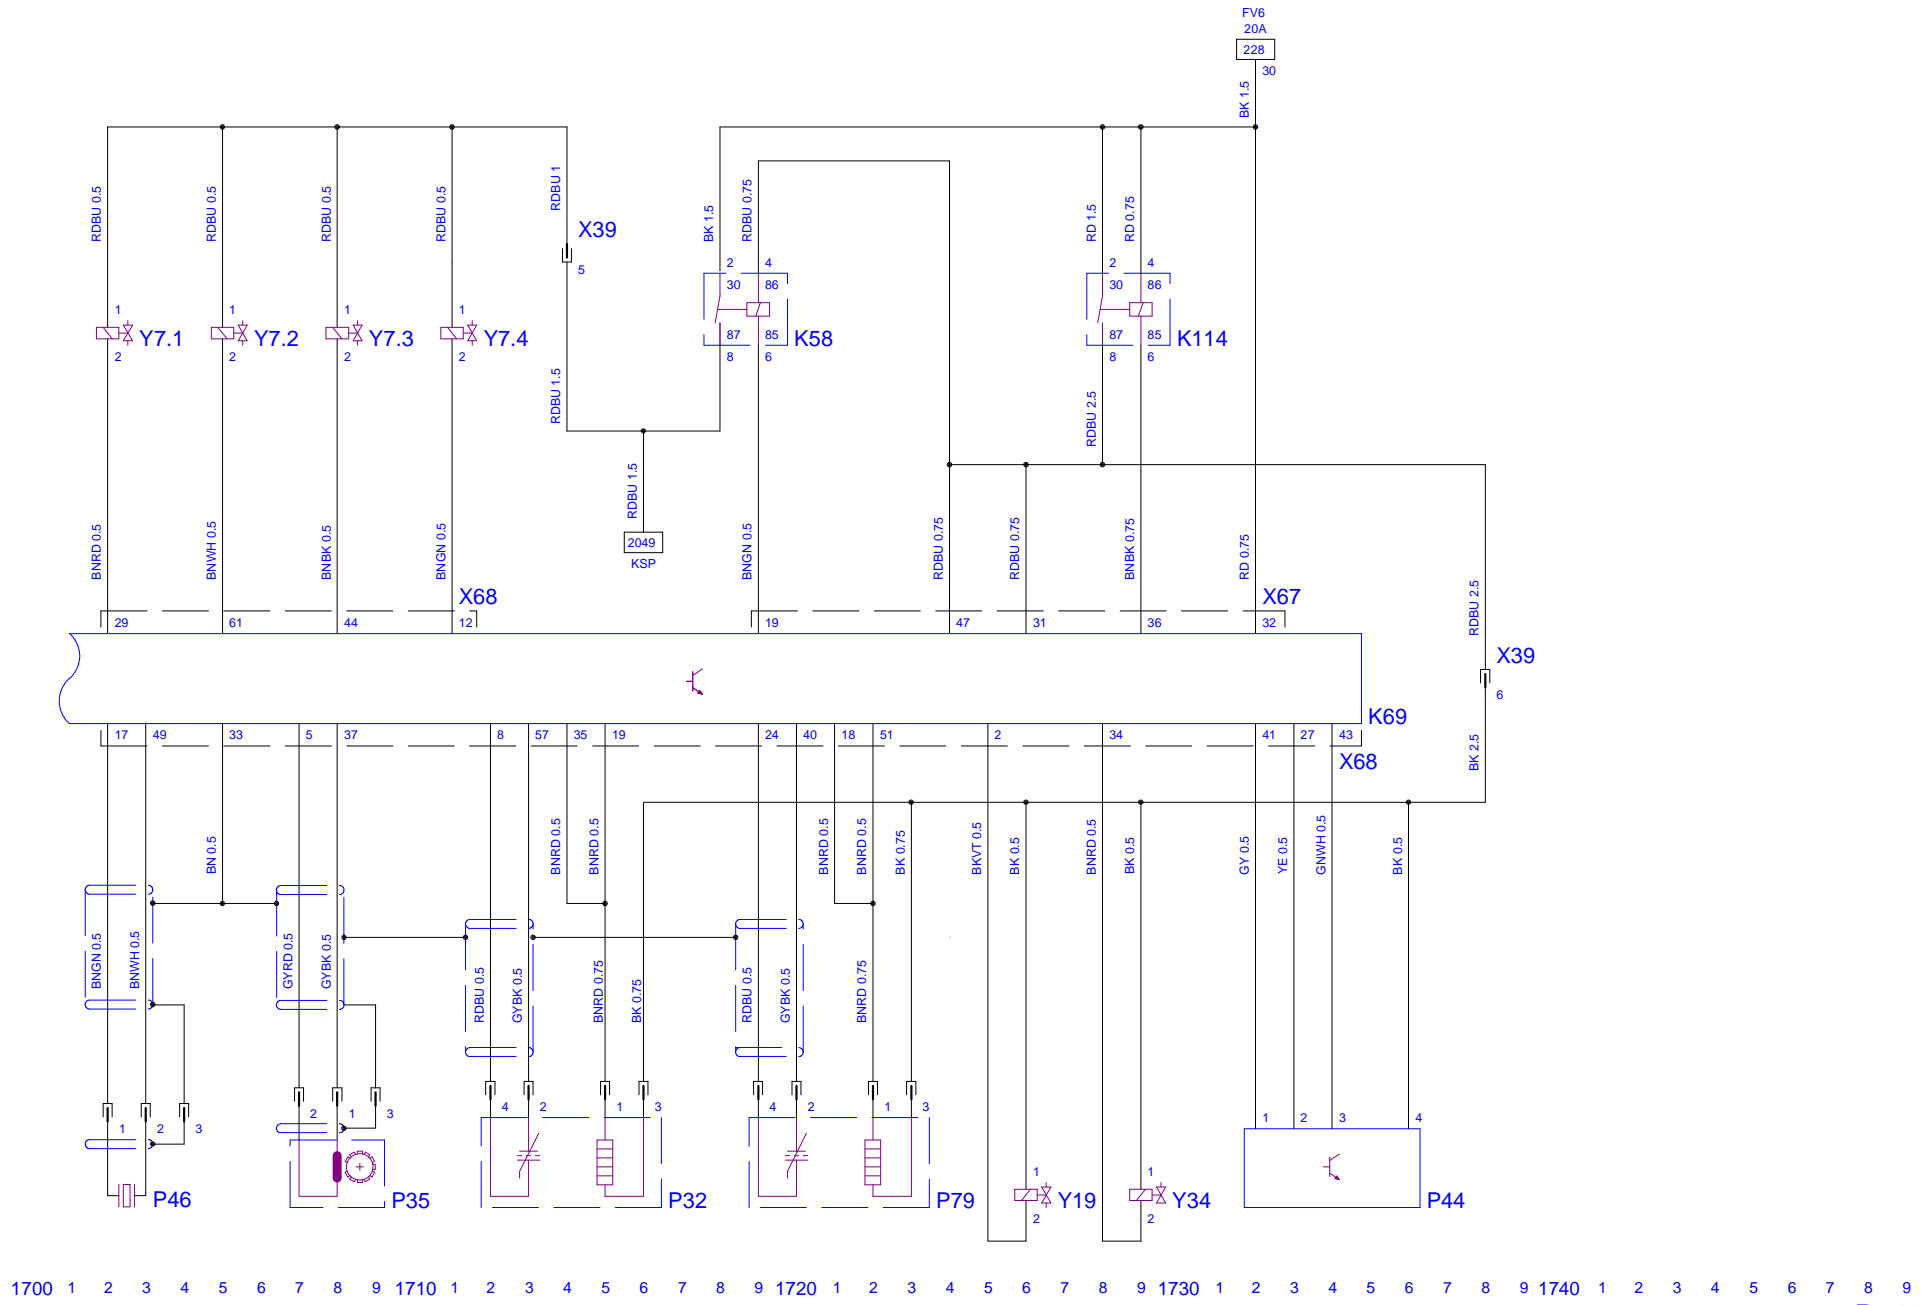 FV6
20A
228
30
BK 1.5
RDBU 0.5
RDBU 0.5
RDBU 0.5
RDBU 0.5
RDBU 1
BK 1.5
RDBU 0.75
RD 1.5
RD 0.75
X39
5
2 4
30 86
87 85
8 6
K58
2 4
30 86
87 85
8 6
K114
1 1 1 1
Y7.1 Y7.2 Y7.3 Y7.4
2 2 2 2
RDBU 1.5
RDBU 2.5
RDBU 1.5
2049
KSP
BNRD 0.5
BNWH 0.5
BNBK 0.5
BNGN 0.5
BNGN 0.5
RDBU 0.75
RDBU 0.75
BNBK 0.75
RD 0.75
RDBU 2.5
X68 X67
29 61 44 12 19 47 31 36 32
X39
6
K69
17 49 33 5 37 8 57 35 19 24 40 18 51 2 34 41 27 43
X68
BK 2.5
BN 0.5
BNRD 0.5
BNRD 0.5
BNRD 0.5
BNRD 0.5
BK 0.75
BKVT 0.5
BK 0.5
BNRD 0.5
BK 0.5
GY 0.5
YE 0.5
GNWH 0.5
BK 0.5
BNGN 0.5
BNWH 0.5
GYRD 0.5
GYBK 0.5
RDBU 0.5
GYBK 0.5
BNRD 0.75
BK 0.75
RDBU 0.5
GYBK 0.5
BNRD 0.75
1 2 3
2 1 3
4 2 1 3
4 2 1 3
1 2 3 4
1 1
P46 P35 P32 P79 Y19 Y34 P44
2 2
1700 1 2 3 4 5 6 7 8 9 1710 1 2 3 4 5 6 7 8 9 1720 1 2 3 4 5 6 7 8 9 1730 1 2 3 4 5 6 7 8 9 1740 1 2 3 4 5 6 7 8 9